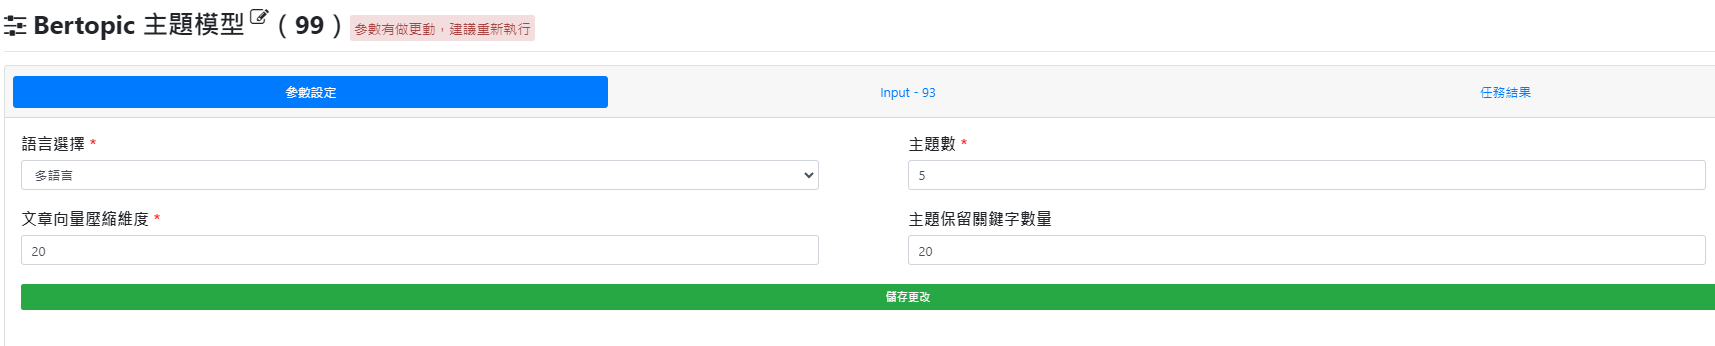 Bertopic 主題模型 ( 99 ) 參數有做更動，建議重新執行
參數設定 Input - 93 任務結果
語言選擇 * 主題數 *
多語言 5
文章向量壓縮維度 * 主題保留關鍵字數量
20 20
儲存更改